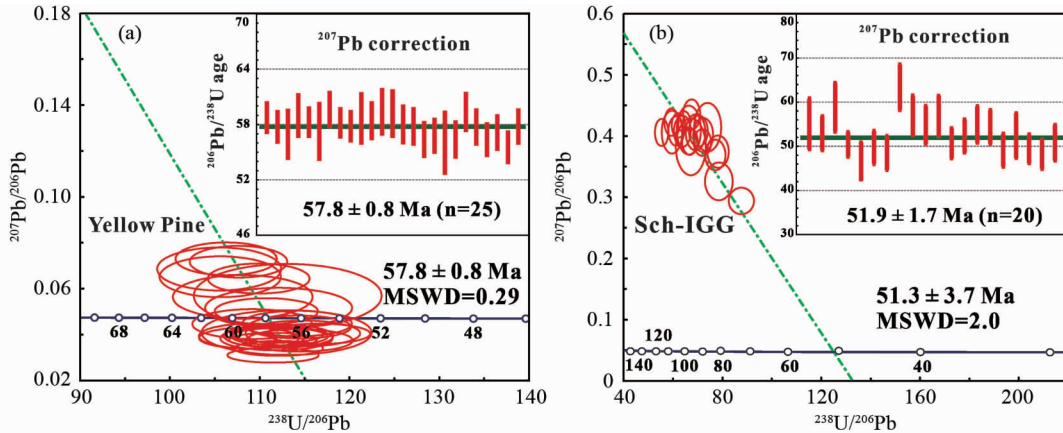 (a)
²⁰⁷Pb correction
²⁰⁶Pb/²³⁸U age
70
64
58
52
46
57.8 ± 0.8 Ma (n=25)
Yellow Pine
57.8 ± 0.8 Ma
MSWD=0.29
68 64 60 56 52 48
²⁰⁷Pb/²⁰⁶Pb
0.18
0.14
0.10
0.06
0.02
90 100 110 120 130 140
²³⁸U/²⁰⁶Pb
(b)
²⁰⁷Pb correction
²⁰⁶Pb/²³⁸U age
80
70
60
50
40
30
51.9 ± 1.7 Ma (n=20)
Sch-IGG
51.3 ± 3.7 Ma
MSWD=2.0
120
140 100 80 60 40
²⁰⁷Pb/²⁰⁶Pb
0.6
0.5
0.4
0.3
0.2
0.1
0
40 80 120 160 200
²³⁸U/²⁰⁶Pb